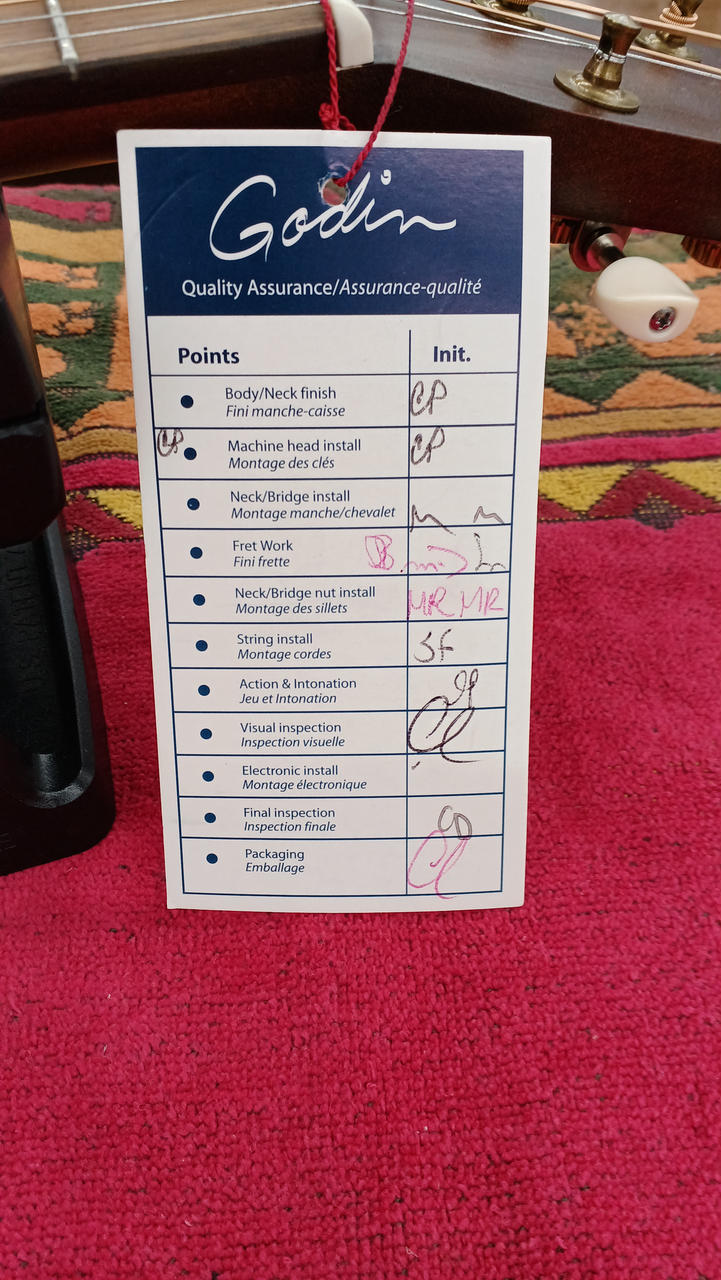 Godin
Quality Assurance/Assurance-qualité
Points Init.
Body/Neck finish CP
Fini manche-caisse
CP Machine head install CP
Montage des clés
Neck/Bridge install
Montage manche/chevalet
Fret Work
Fini frette
Neck/Bridge nut install MR MR
Montage des sillets
String install SF
Montage cordes
Action & Intonation
Jeu et Intonation
Visual inspection
Inspection visuelle
Electronic install
Montage électronique
Final inspection
Inspection finale
Packaging
Emballage